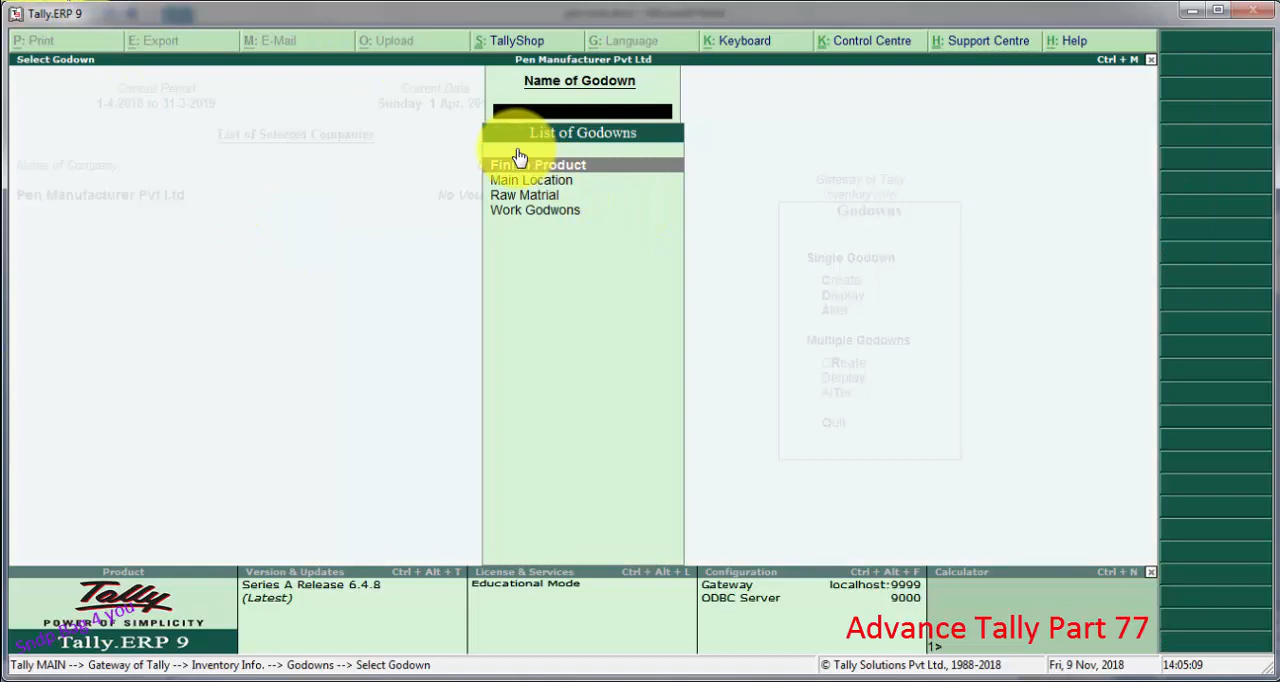 Tally.ERP 9
P: Print
E: Export
M: E-Mail
O: Upload
S: TallyShop
G: Language
K: Keyboard
K: Control Centre
H: Support Centre
H: Help
Select Godown
Pen Manufacturer Pvt Ltd
Ctrl + M
Current Period
1-4-2018 to 31-3-2019
Current Date
Sunday, 1 Apr, 20
List of Selected Companies
Name of Company
Pen Manufacturer Pvt Ltd
No Vou
Name of Godown
List of Godowns
Product
Main Location
Raw Matrial
Work Godwons
Gateway of Tally
Inventory Info.
Godowns
Single Godown
Create
Display
Alter
Multiple Godowns
CReate
Display
AlTer
Quit
Product
Tally
POWER OF SIMPLICITY
Tally.ERP 9
Version & Updates
Ctrl + Alt + T
Series A Release 6.4.8
(Latest)
License & Services
Ctrl + Alt + L
Educational Mode
Configuration
Ctrl + Alt + F
Gateway
localhost:9999
ODBC Server
9000
Calculator
Ctrl + N
1>
Advance Tally Part 77
Tally MAIN --> Gateway of Tally --> Inventory Info. --> Godowns --> Select Godown
© Tally Solutions Pvt Ltd., 1988-2018
Fri, 9 Nov, 2018
14:05:09